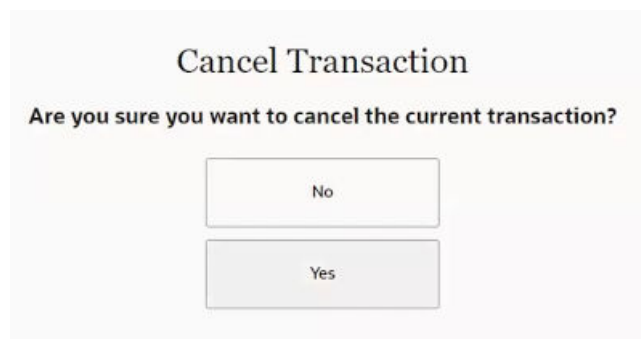 Cancel Transaction
Are you sure you want to cancel the current transaction?
No
Yes